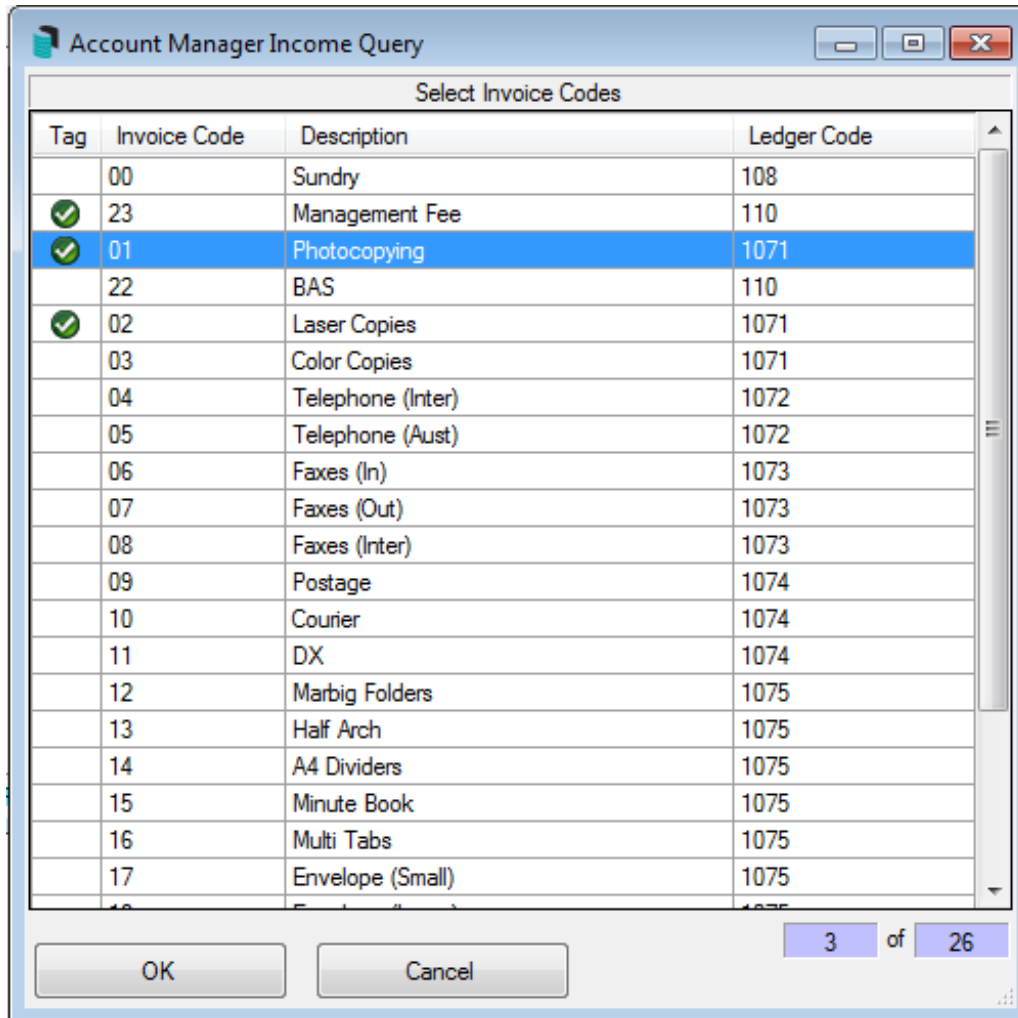 Account Manager Income Query
Select Invoice Codes
Tag Invoice Code Description Ledger Code
00 Sundry 108
23 Management Fee 110
01 Photocopying 1071
22 BAS 110
02 Laser Copies 1071
03 Color Copies 1071
04 Telephone (Inter) 1072
05 Telephone (Aust) 1072
06 Faxes (In) 1073
07 Faxes (Out) 1073
08 Faxes (Inter) 1073
09 Postage 1074
10 Courier 1074
11 DX 1074
12 Marbig Folders 1075
13 Half Arch 1075
14 A4 Dividers 1075
15 Minute Book 1075
16 Multi Tabs 1075
17 Envelope (Small) 1075
3 of 26
OK Cancel